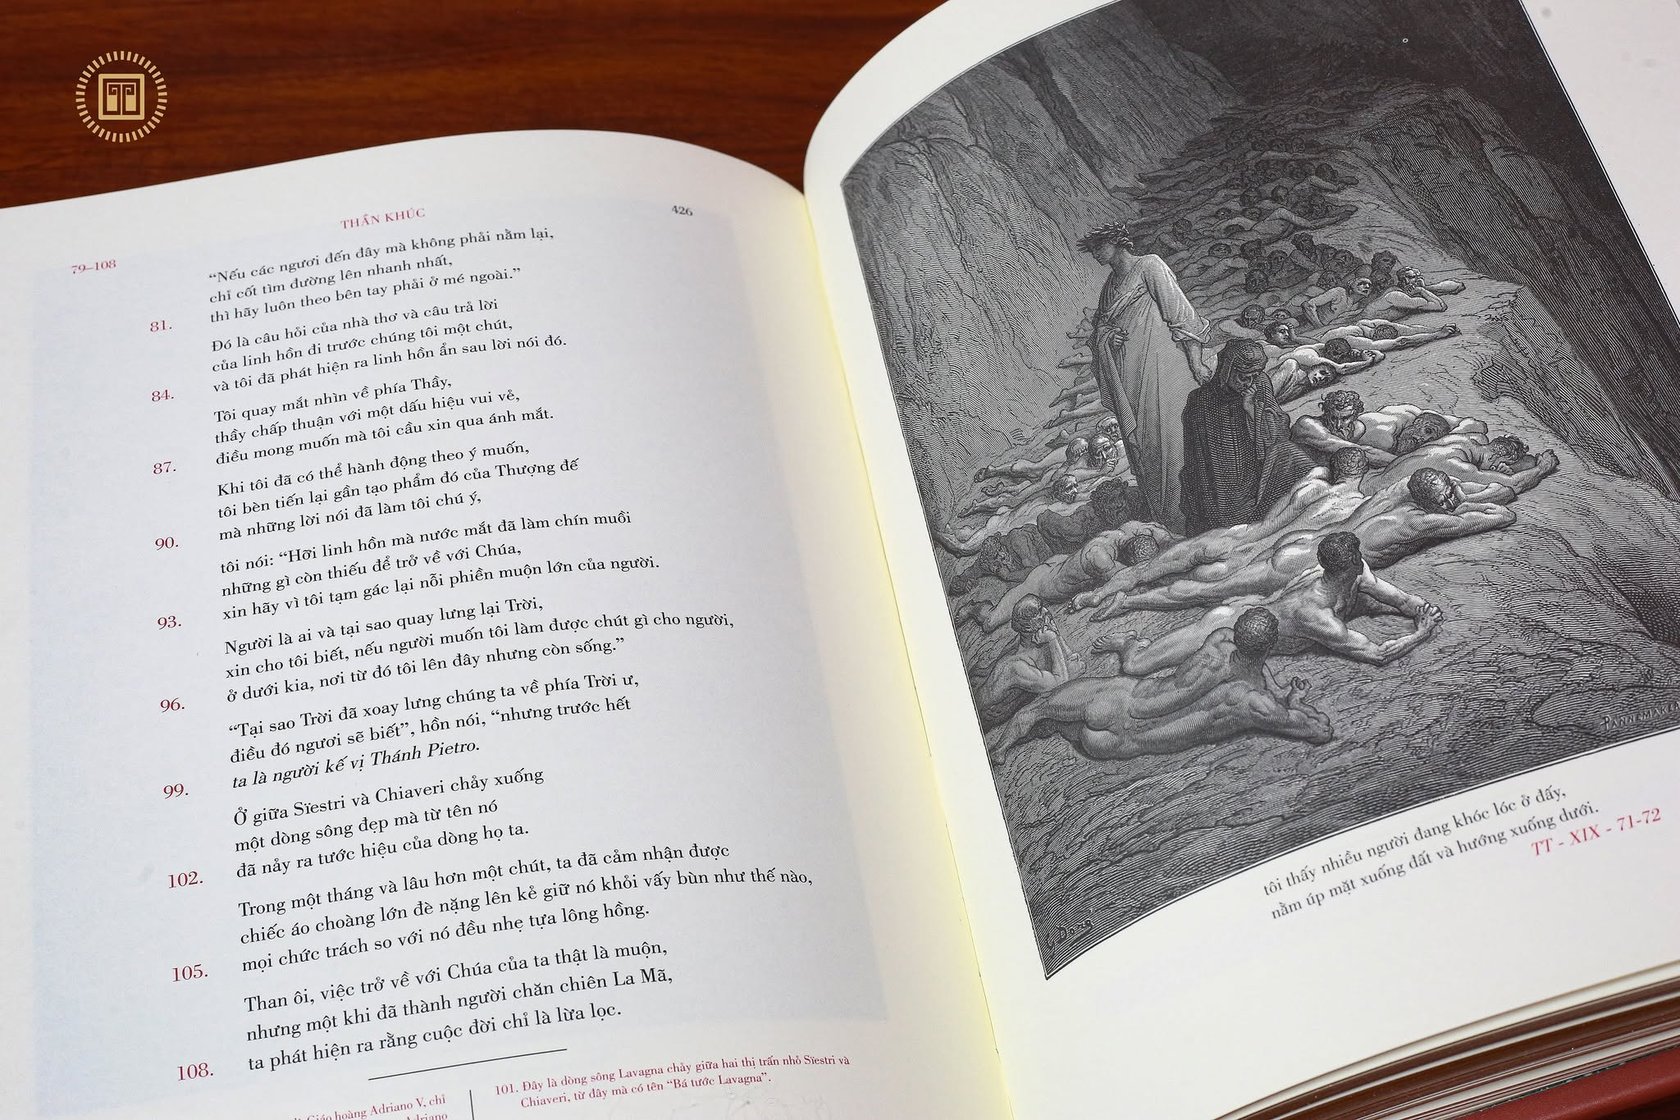 THẦN KHÚC
426
79–108
“Nếu các ngươi đến đây mà không phải nằm lại,
chỉ cốt tìm đường lên nhanh nhất,
thì hãy luôn theo bên tay phải ở mé ngoài.”
81.
Đó là câu hỏi của nhà thơ và câu trả lời
của linh hồn đi trước chúng tôi một chút,
và tôi đã phát hiện ra linh hồn ẩn sau lời nói đó.
84.
Tôi quay mắt nhìn về phía Thầy,
thầy chấp thuận với một dấu hiệu vui vẻ,
điều mong muốn mà tôi cầu xin qua ánh mắt.
87.
Khi tôi đã có thể hành động theo ý muốn,
tôi bèn tiến lại gần tạo phẩm đó của Thượng đế
mà những lời nói đã làm tôi chú ý,
90.
tôi nói: “Hỡi linh hồn mà nước mắt đã làm chín muồi
những gì còn thiếu để trở về với Chúa,
xin hãy vì tôi tạm gác lại nỗi phiền muộn lớn của người.
93.
Người là ai và tại sao quay lưng lại Trời,
xin cho tôi biết, nếu người muốn tôi làm được chút gì cho người,
ở dưới kia, nơi từ đó tôi lên đây nhưng còn sống.”
96.
“Tại sao Trời đã xoay lưng chúng ta về phía Trời ư,
điều đó ngươi sẽ biết”, hồn nói, “nhưng trước hết
ta là người kế vị Thánh Pietro.
99.
Ở giữa Sïestri và Chiaveri chảy xuống
một dòng sông đẹp mà từ tên nó
đã nảy ra tước hiệu của dòng họ ta.
102.
Trong một tháng và lâu hơn một chút, ta đã cảm nhận được
chiếc áo choàng lớn đè nặng lên kẻ giữ nó khỏi vấy bùn như thế nào,
mọi chức trách so với nó đều nhẹ tựa lông hồng.
105.
Than ôi, việc trở về với Chúa của ta thật là muộn,
nhưng một khi đã thành người chăn chiên La Mã,
ta phát hiện ra rằng cuộc đời chỉ là lừa lọc.
108.
Giáo hoàng Adriano V, chỉ
Adriano
101. Đây là dòng sông Lavagna chảy giữa hai thị trấn nhỏ Sïestri và
Chiaveri, từ đây mà có tên “Bá tước Lavagna”.
PANNEMAKE
G Doré
tôi thấy nhiều người đang khóc lóc ở đấy,
nằm úp mặt xuống đất và hướng xuống dưới.
TT - XIX - 71-72